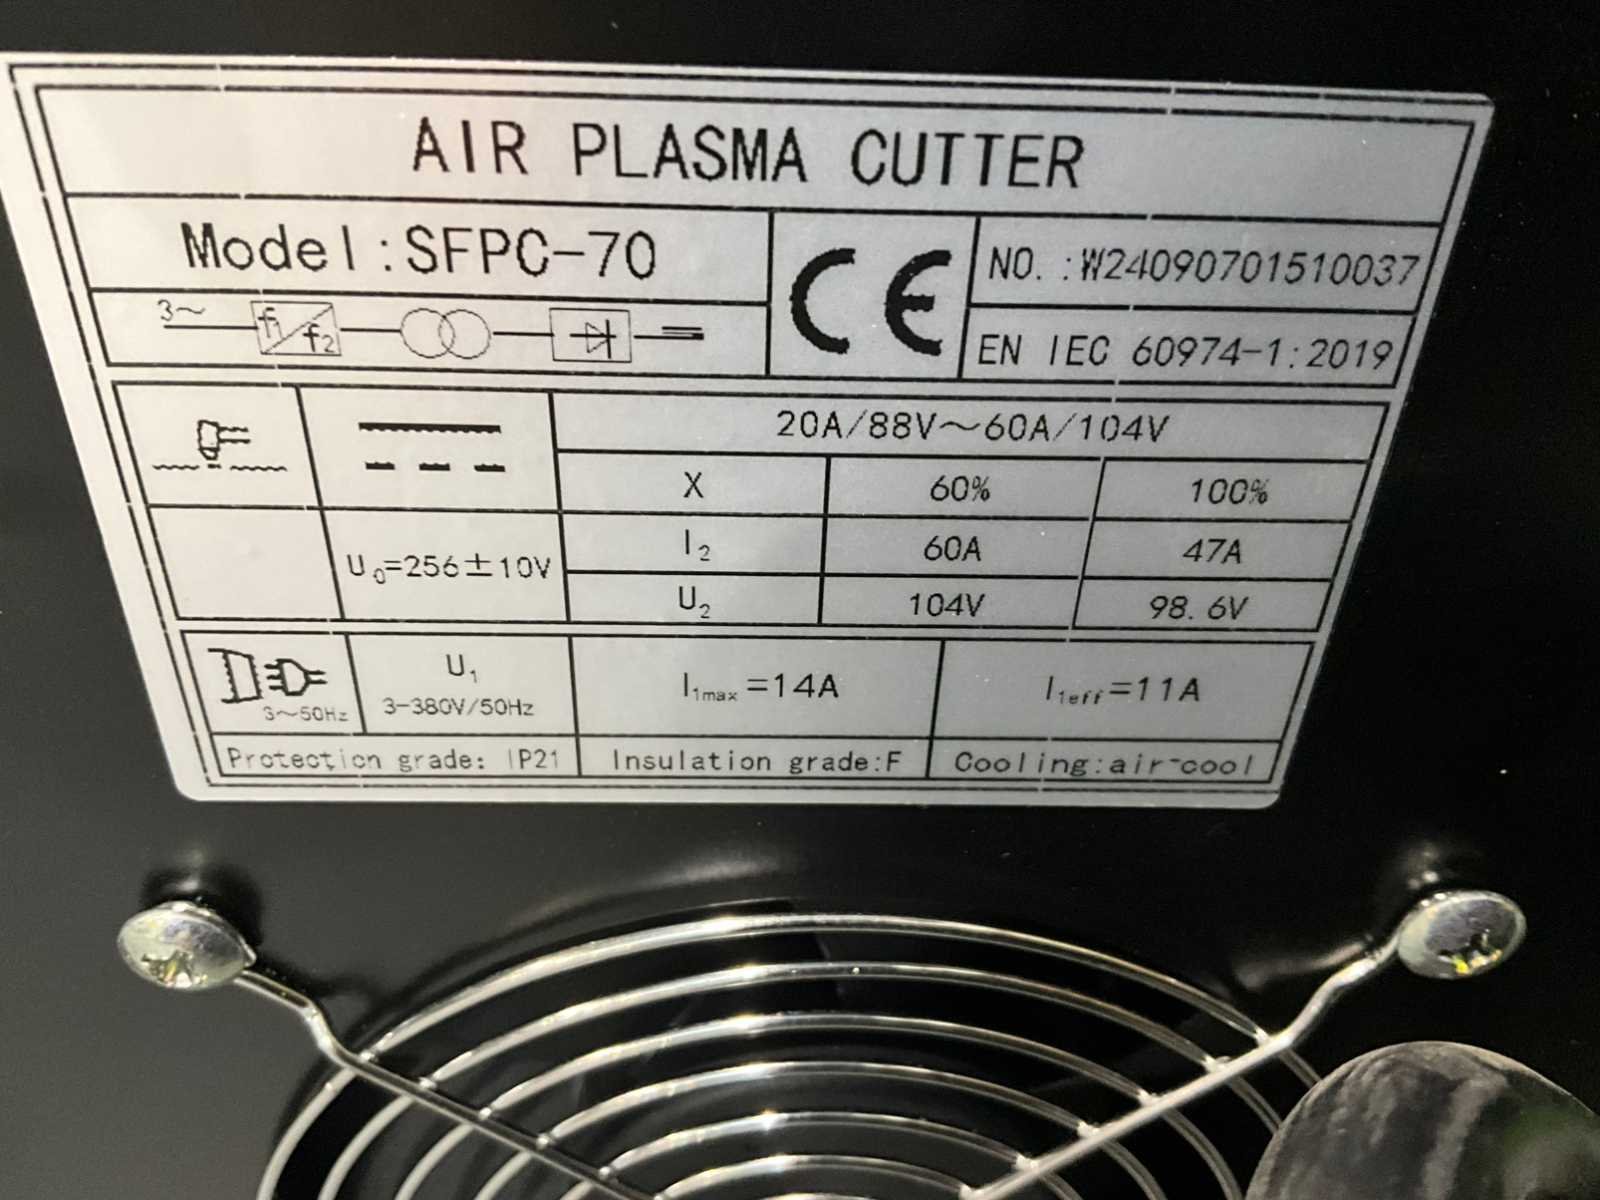 AIR PLASMA CUTTER
Model:SFPC-70
NO. :W24090701510037
3~ f1 f2
CE
EN IEC 60974-1:2019
20A/88V~60A/104V
X 60% 100%
U0=256±10V
I2 60A 47A
U2 104V 98.6V
3~50Hz
U1
3-380V/50Hz
I1max=14A
I1eff=11A
Protection grade: IP21
Insulation grade:F
Cooling:air-cool